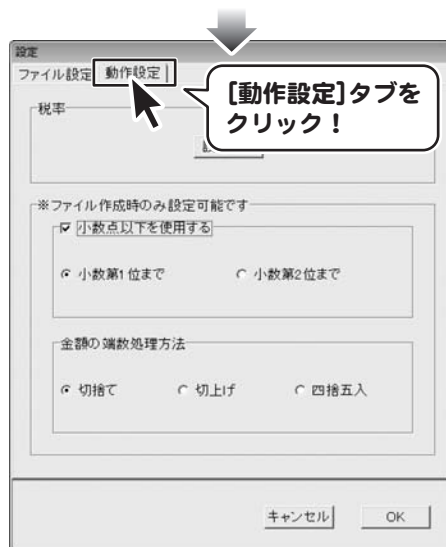 設定
ファイル設定 動作設定
[動作設定]タブを
クリック！
税率
※ファイル作成時のみ設定可能です
小数点以下を使用する
小数第1位まで 小数第2位まで
金額の端数処理方法
切捨て 切上げ 四捨五入
キャンセル OK